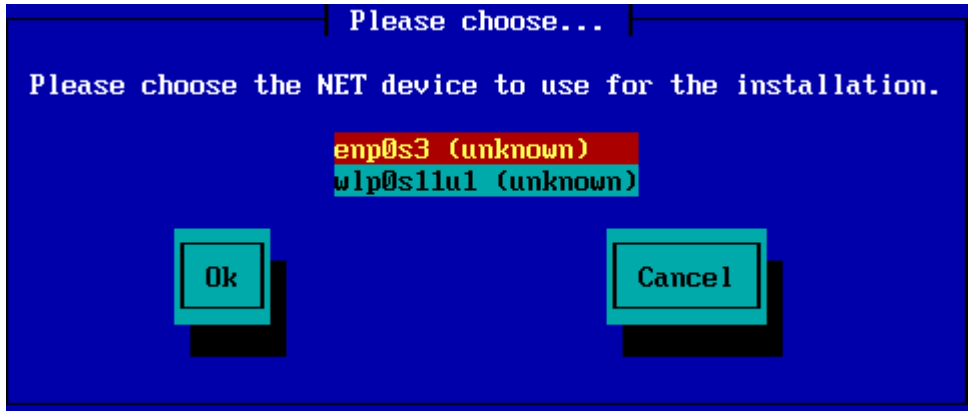 Please choose...
Please choose the NET device to use for the installation.
enp0s3 (unknown)
wlp0s11u1 (unknown)
Ok
Cancel